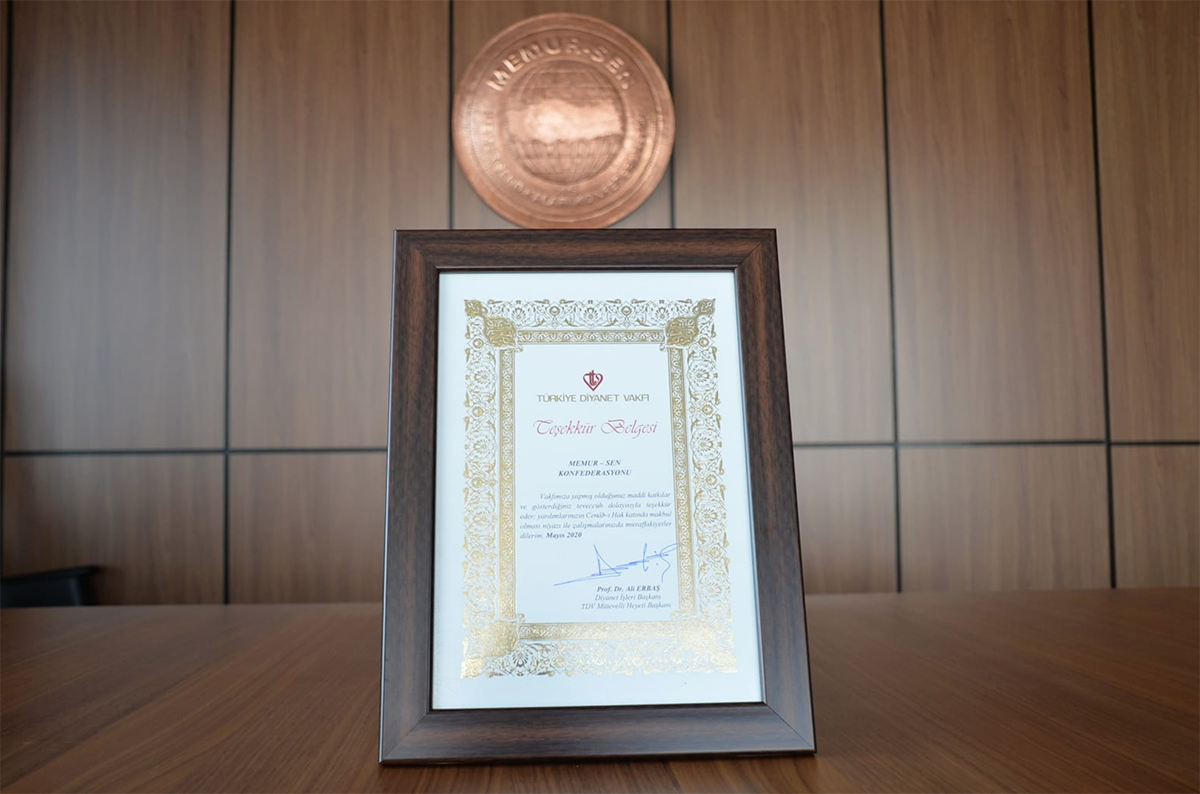 MEMUR-SEN
TÜRKİYE DİYANET VAKFI
Teşekkür Belgesi
MEMUR – SEN
KONFEDERASYONU
Vakfımıza yapmış olduğunuz maddi katkılar
ve gösterdiğiniz teveccüh dolayısıyla teşekkür
eder; yardımlarınızın Cenâb-ı Hak katında makbul
olması niyazı ile çalışmalarınızda muvaffakiyetler
dilerim. Mayıs 2020
Prof. Dr. Ali ERBAŞ
Diyanet İşleri Başkanı
TDV Mütevelli Heyeti Başkanı